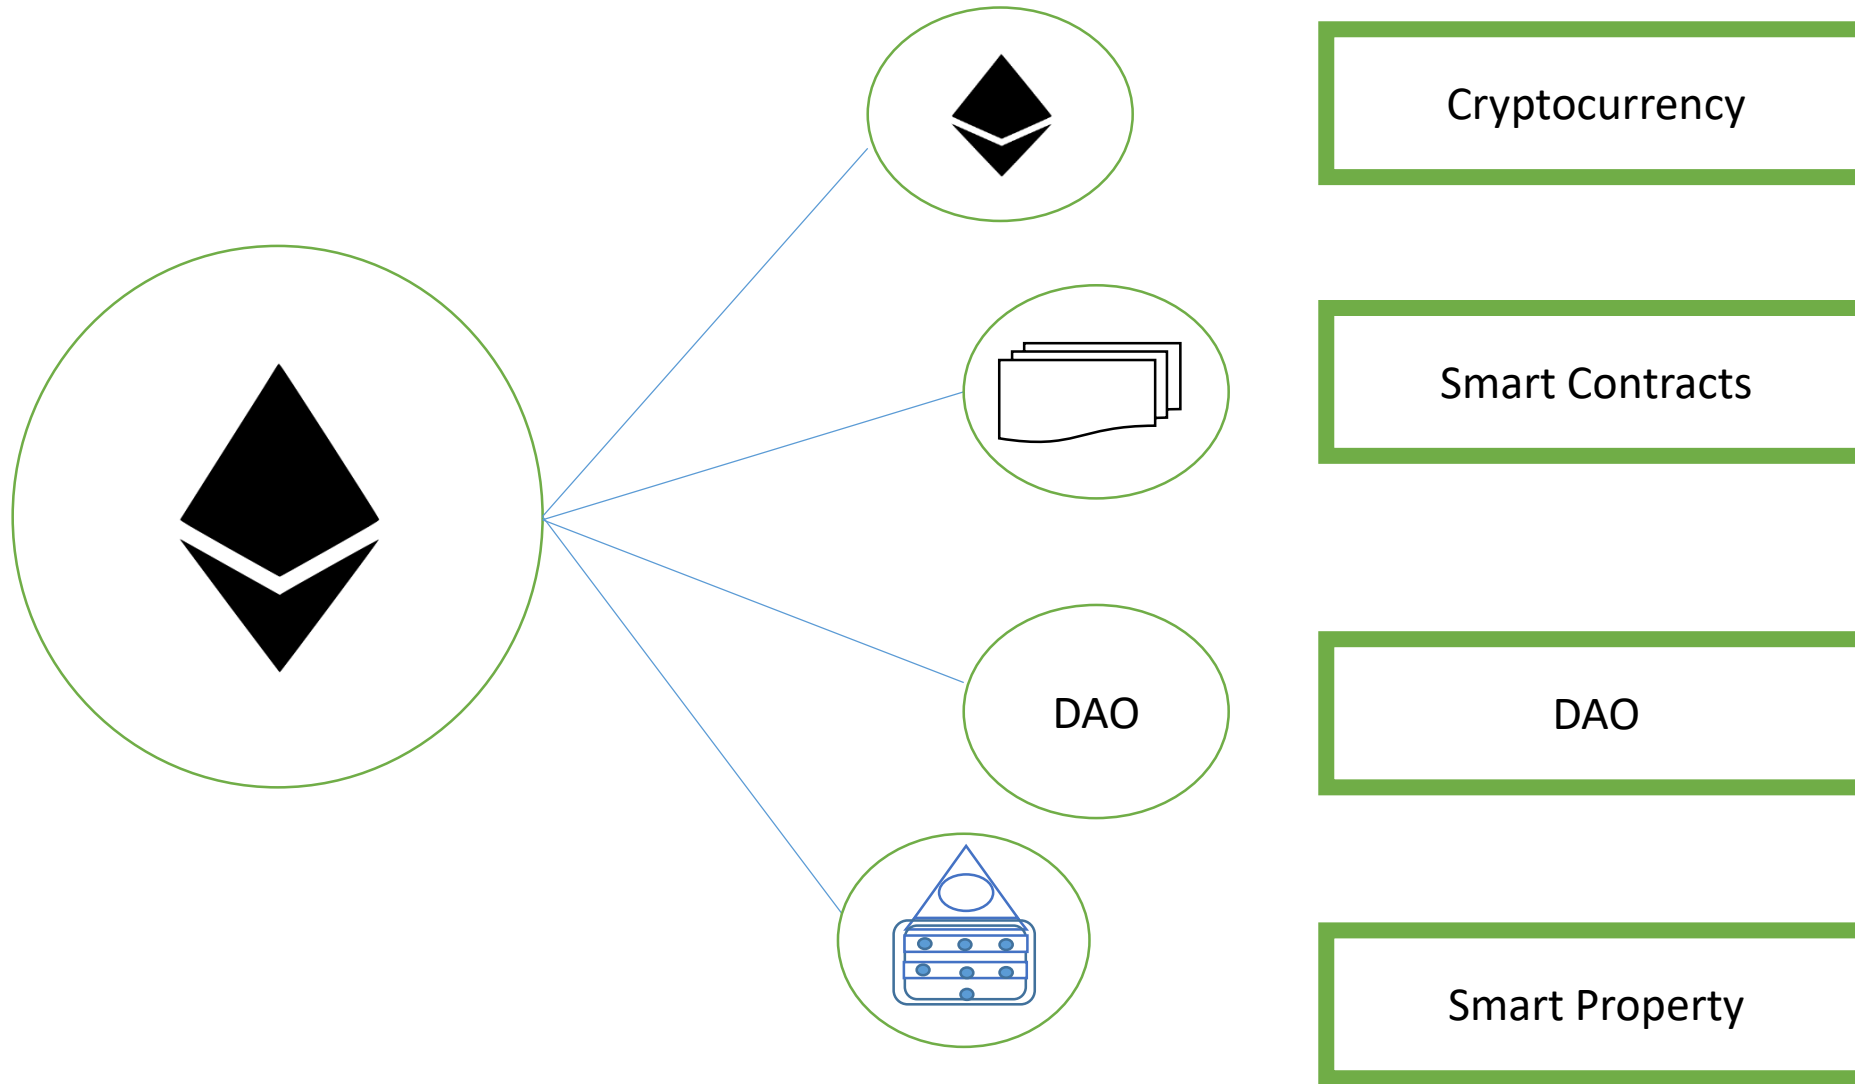 Cryptocurrency
Smart Contracts
DAO
DAO
Smart Property